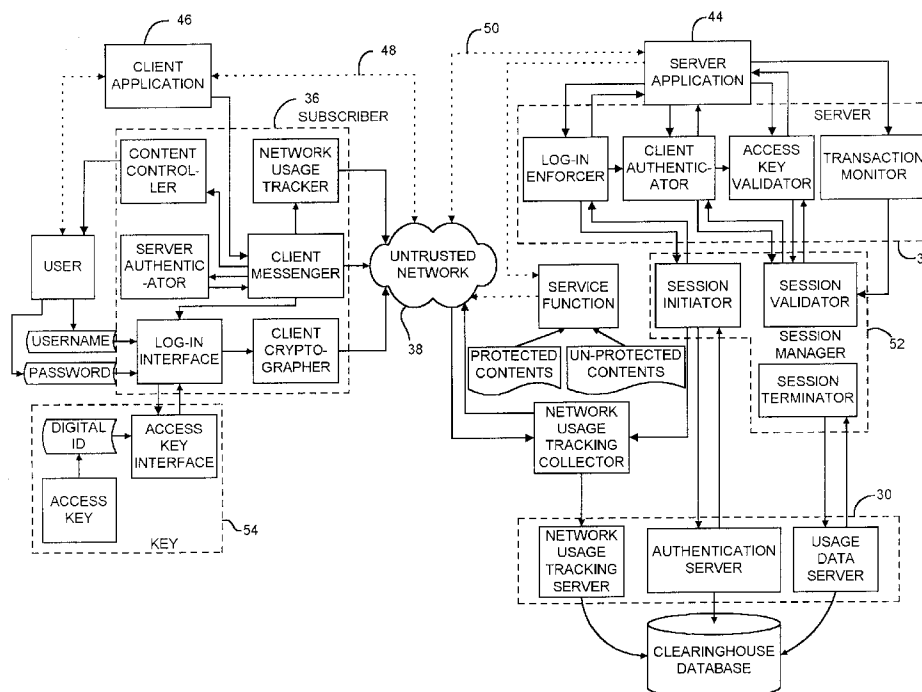 46
CLIENT
APPLICATION
48
50
44
SERVER
APPLICATION
36
SUBSCRIBER
CONTENT
CONTROL-
LER
NETWORK
USAGE
TRACKER
SERVER
AUTHENTIC-
-ATOR
CLIENT
MESSENGER
USER
USERNAME
PASSWORD
LOG-IN
INTERFACE
CLIENT
CRYPTO-
GRAPHER
DIGITAL
ID
ACCESS
KEY
INTERFACE
ACCESS
KEY
KEY
54
UNTRUSTED
NETWORK
38
SERVER
LOG-IN
ENFORCER
CLIENT
AUTHENTIC-
ATOR
ACCESS
KEY
VALIDATOR
TRANSACTION
MONITOR
3
SERVICE
FUNCTION
PROTECTED
CONTENTS
UN-PROTECTED
CONTENTS
SESSION
INITIATOR
SESSION
VALIDATOR
SESSION
MANAGER
52
SESSION
TERMINATOR
NETWORK
USAGE
TRACKING
COLLECTOR
30
NETWORK
USAGE
TRACKING
SERVER
AUTHENTICATION
SERVER
USAGE
DATA
SERVER
CLEARINGHOUSE
DATABASE